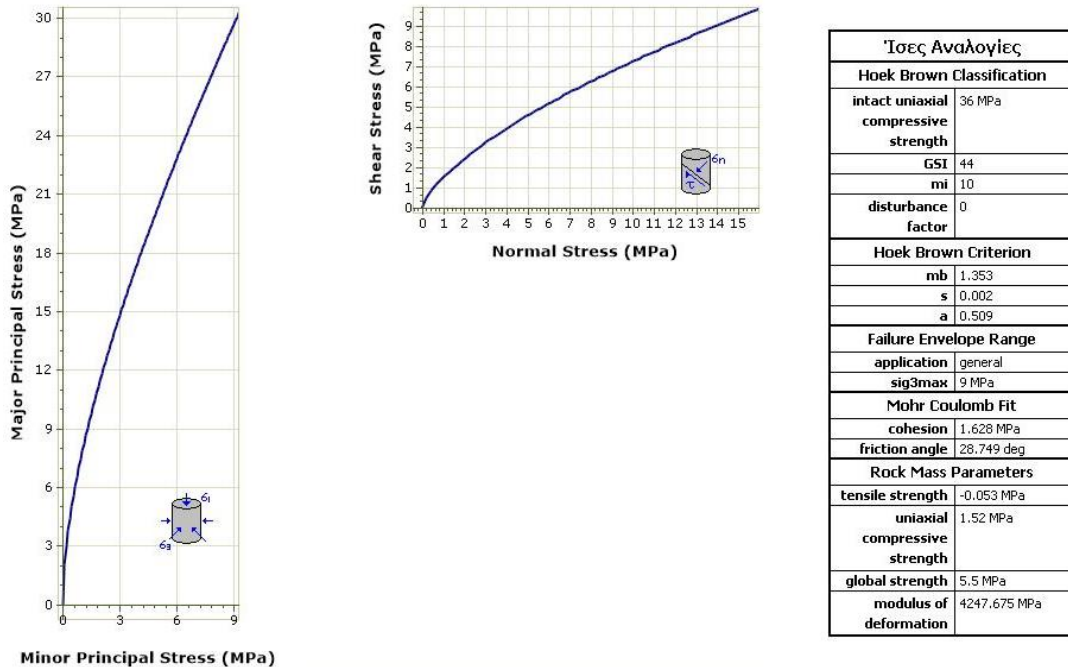 Major Principal Stress (MPa)
30
27
24
21
18
15
12
9
6
3
0
0 3 6 9
Minor Principal Stress (MPa)
σ1
σ3
Shear Stress (MPa)
9
8
7
6
5
4
3
2
1
0
0 1 2 3 4 5 6 7 8 9 10 11 12 13 14 15
Normal Stress (MPa)
σn
τ
Ίσες Αναλογίες
Hoek Brown Classification
intact uniaxial 36 MPa
compressive
strength
GSI 44
mi 10
disturbance 0
factor
Hoek Brown Criterion
mb 1.353
s 0.002
a 0.509
Failure Envelope Range
application general
sig3max 9 MPa
Mohr Coulomb Fit
cohesion 1.628 MPa
friction angle 28.749 deg
Rock Mass Parameters
tensile strength -0.053 MPa
uniaxial 1.52 MPa
compressive
strength
global strength 5.5 MPa
modulus of 4247.675 MPa
deformation